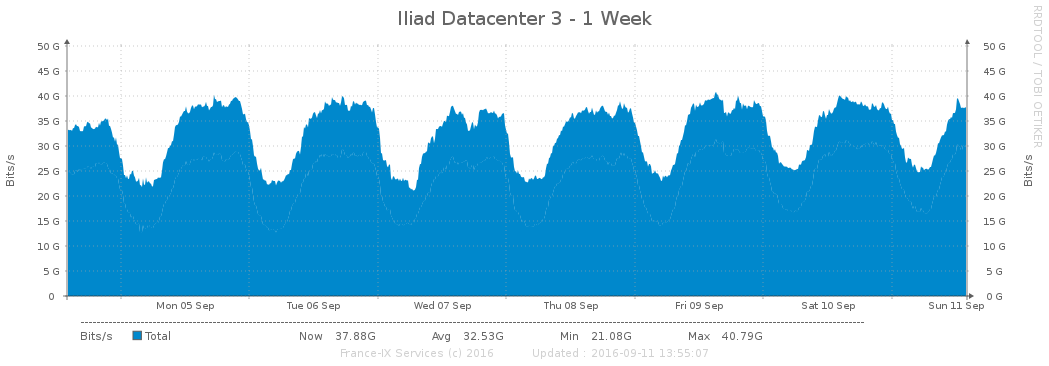 Iliad Datacenter 3 - 1 Week
RRDTOOL / TOBI OETIKER
Bits/s
50 G
45 G
40 G
35 G
30 G
25 G
20 G
15 G
10 G
5 G
0
50 G
45 G
40 G
35 G
30 G
25 G
20 G
15 G
10 G
5 G
0 G
Bits/s
Mon 05 Sep Tue 06 Sep Wed 07 Sep Thu 08 Sep Fri 09 Sep Sat 10 Sep Sun 11 Sep
Bits/s Total Now 37.88G Avg 32.53G Min 21.08G Max 40.79G
France-IX Services (c) 2016 Updated : 2016-09-11 13:55:07